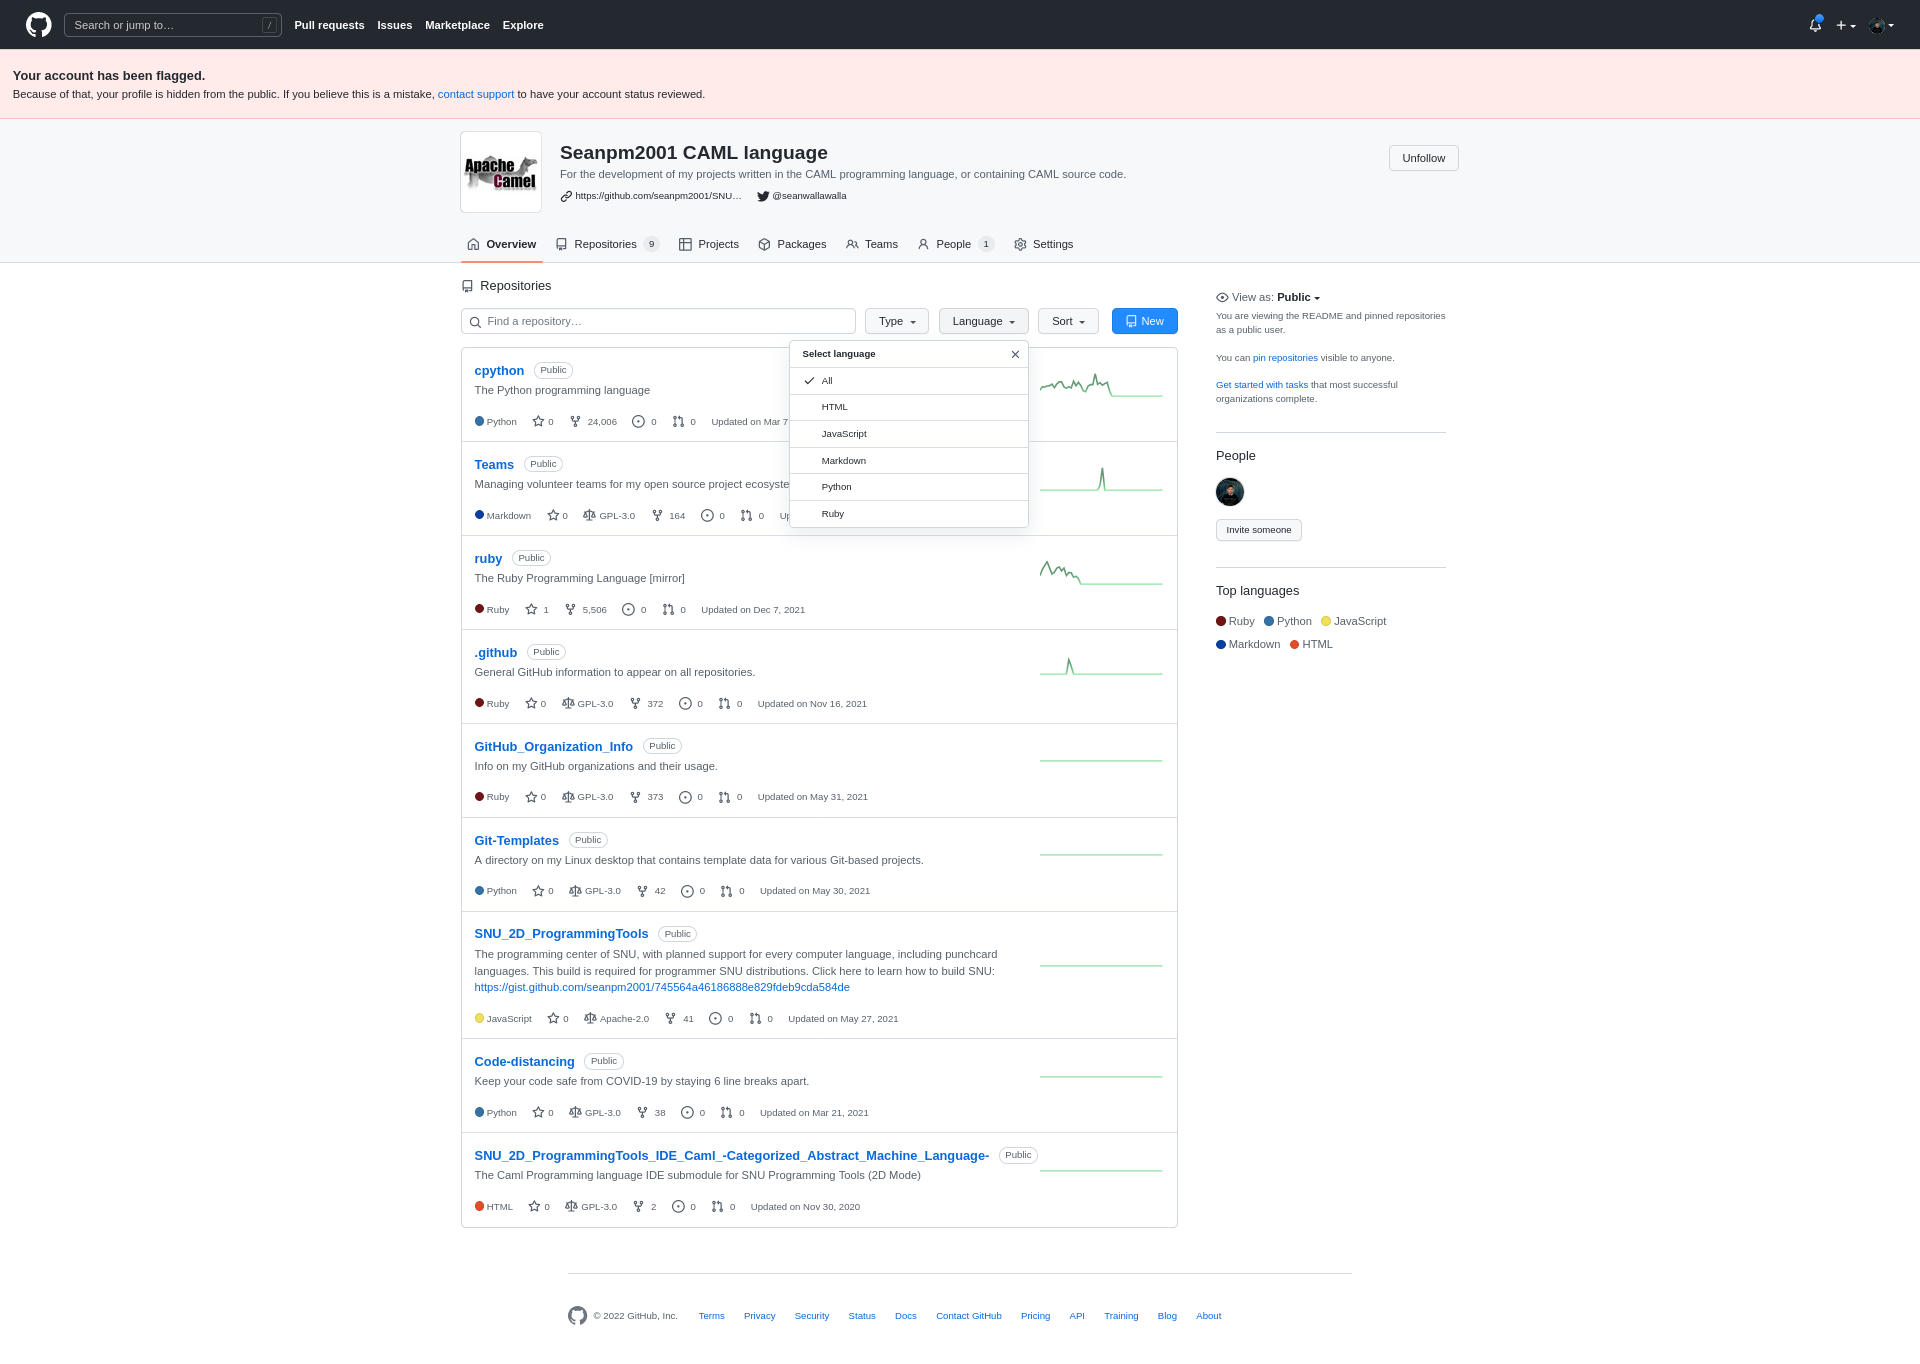 Search or jump to… /
Pull requests Issues Marketplace Explore
Your account has been flagged.
Because of that, your profile is hidden from the public. If you believe this is a mistake, contact support to have your account status reviewed.
Apache
Camel
Seanpm2001 CAML language
For the development of my projects written in the CAML programming language, or containing CAML source code.
https://github.com/seanpm2001/SNU… @seanwallawalla
Unfollow
Overview Repositories 9 Projects Packages Teams People 1 Settings
Repositories
Find a repository… Type Language Sort New
Select language
All
HTML
JavaScript
Markdown
Python
Ruby
cpython Public
The Python programming language
Python 0 24,006 0 0 Updated on Mar 7
Teams Public
Managing volunteer teams for my open source project ecosyste
Markdown 0 GPL-3.0 164 0 0 Up
ruby Public
The Ruby Programming Language [mirror]
Ruby 1 5,506 0 0 Updated on Dec 7, 2021
.github Public
General GitHub information to appear on all repositories.
Ruby 0 GPL-3.0 372 0 0 Updated on Nov 16, 2021
GitHub_Organization_Info Public
Info on my GitHub organizations and their usage.
Ruby 0 GPL-3.0 373 0 0 Updated on May 31, 2021
Git-Templates Public
A directory on my Linux desktop that contains template data for various Git-based projects.
Python 0 GPL-3.0 42 0 0 Updated on May 30, 2021
SNU_2D_ProgrammingTools Public
The programming center of SNU, with planned support for every computer language, including punchcard
languages. This build is required for programmer SNU distributions. Click here to learn how to build SNU:
https://gist.github.com/seanpm2001/745564a46186888e829fdeb9cda584de
JavaScript 0 Apache-2.0 41 0 0 Updated on May 27, 2021
Code-distancing Public
Keep your code safe from COVID-19 by staying 6 line breaks apart.
Python 0 GPL-3.0 38 0 0 Updated on Mar 21, 2021
SNU_2D_ProgrammingTools_IDE_Caml_-Categorized_Abstract_Machine_Language- Public
The Caml Programming language IDE submodule for SNU Programming Tools (2D Mode)
HTML 0 GPL-3.0 2 0 0 Updated on Nov 30, 2020
View as: Public
You are viewing the README and pinned repositories
as a public user.
You can pin repositories visible to anyone.
Get started with tasks that most successful
organizations complete.
People
Invite someone
Top languages
Ruby Python JavaScript
Markdown HTML
© 2022 GitHub, Inc. Terms Privacy Security Status Docs Contact GitHub Pricing API Training Blog About